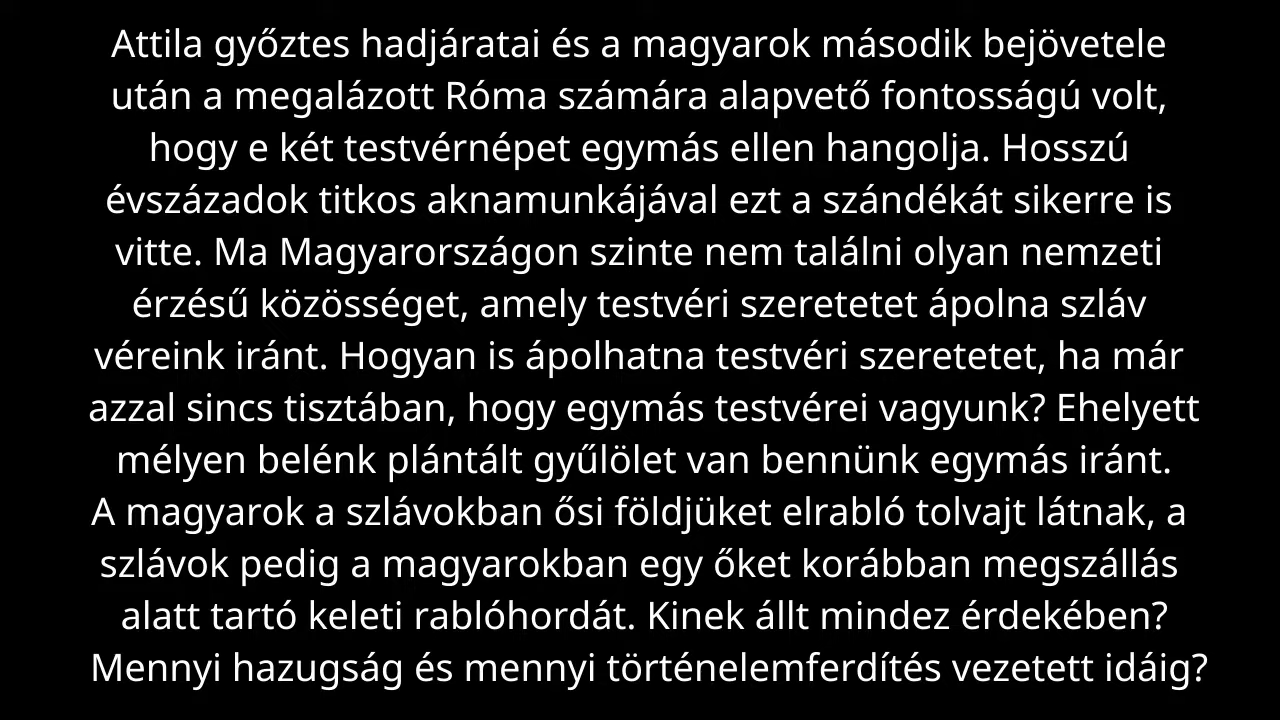 Attila győztes hadjáratai és a magyarok második bejövetele
után a megalázott Róma számára alapvető fontosságú volt,
hogy e két testvérnépet egymás ellen hangolja. Hosszú
évszázadok titkos aknamunkájával ezt a szándékát sikerre is
vitte. Ma Magyarországon szinte nem találni olyan nemzeti
érzésű közösséget, amely testvéri szeretetet ápolna szláv
véreink iránt. Hogyan is ápolhatna testvéri szeretetet, ha már
azzal sincs tisztában, hogy egymás testvérei vagyunk? Ehelyett
mélyen belénk plántált gyűlölet van bennünk egymás iránt.
A magyarok a szlávokban ősi földjüket elrabló tolvajt látnak, a
szlávok pedig a magyarokban egy őket korábban megszállás
alatt tartó keleti rablóhordát. Kinek állt mindez érdekében?
Mennyi hazugság és mennyi történelemferdítés vezetett idáig?